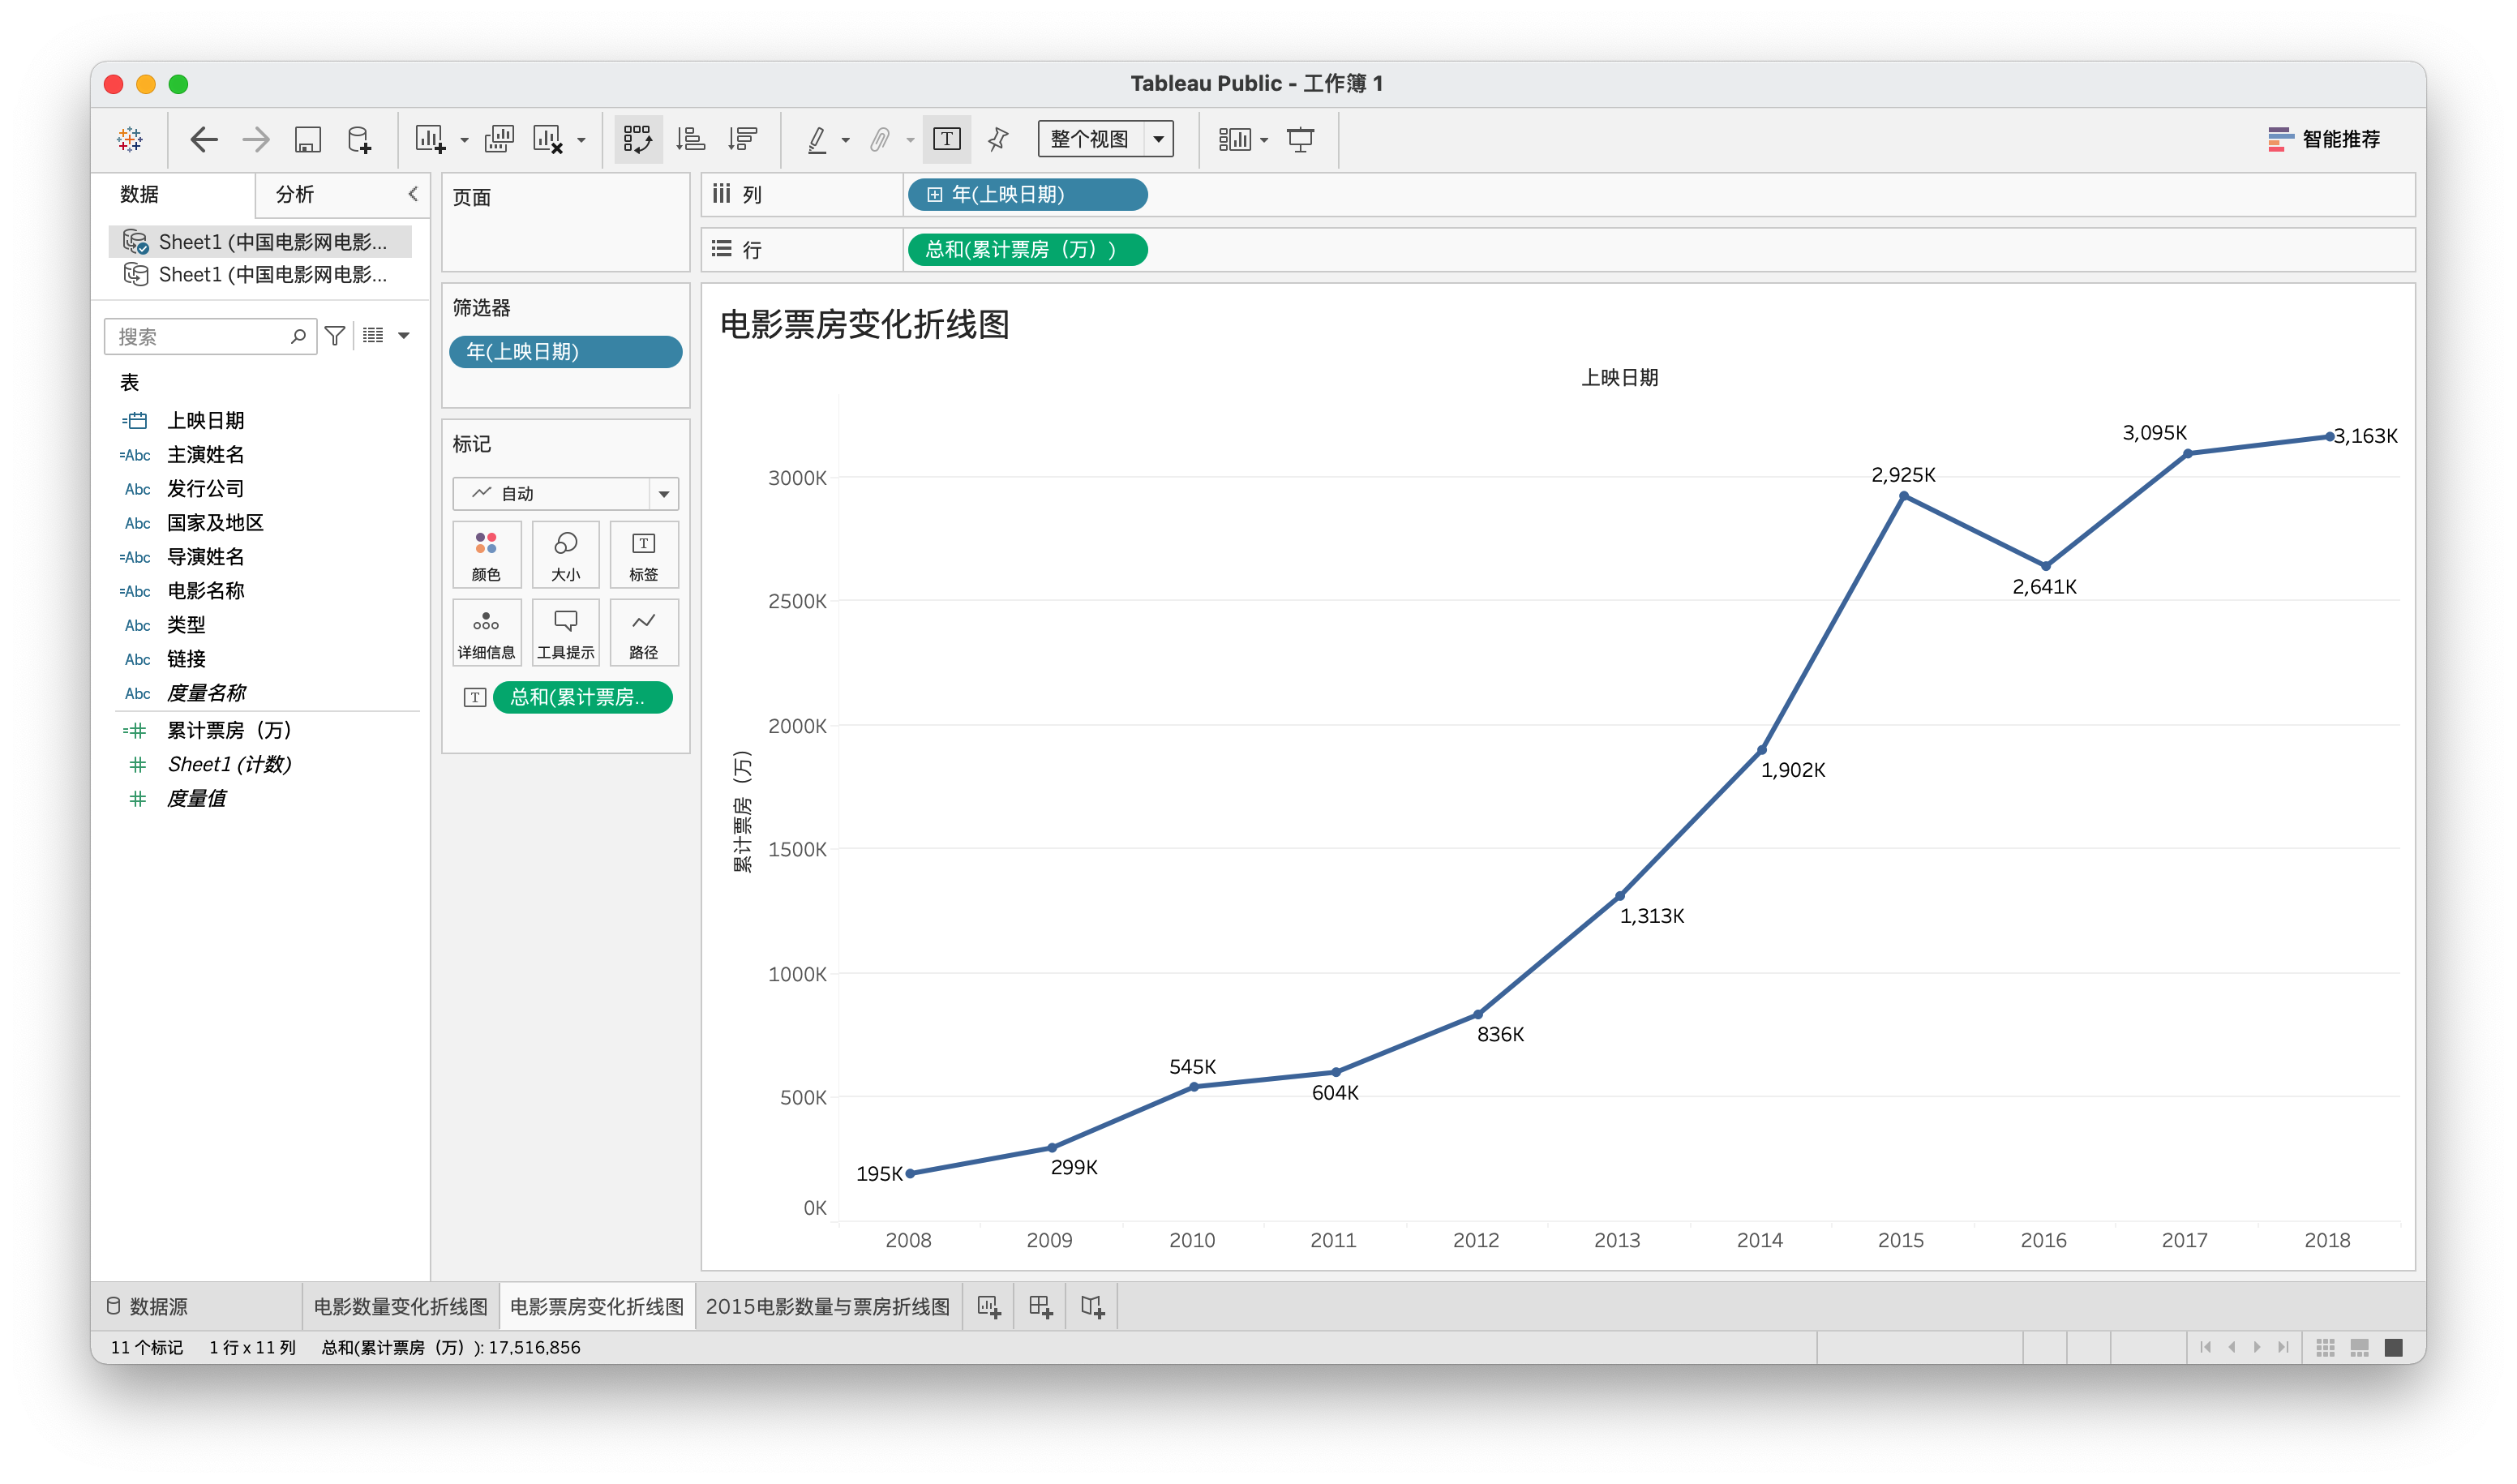 Tableau Public - 工作簿 1
整个视图
智能推荐
数据
分析
Sheet1 (中国电影网电影...
Sheet1 (中国电影网电影...
搜索
表
上映日期
=Abc 主演姓名
Abc 发行公司
Abc 国家及地区
=Abc 导演姓名
=Abc 电影名称
Abc 类型
Abc 链接
Abc 度量名称
累计票房（万）
Sheet1 (计数)
度量值
页面
筛选器
年(上映日期)
标记
自动
颜色
大小
标签
详细信息
工具提示
路径
总和(累计票房..
列
年(上映日期)
行
总和(累计票房（万）)
电影票房变化折线图
上映日期
累计票房（万）
3000K
2500K
2000K
1500K
1000K
500K
0K
195K
299K
545K
604K
836K
1,313K
1,902K
2,925K
2,641K
3,095K
3,163K
2008
2009
2010
2011
2012
2013
2014
2015
2016
2017
2018
数据源
电影数量变化折线图
电影票房变化折线图
2015电影数量与票房折线图
11 个标记
1 行 x 11 列
总和(累计票房（万）): 17,516,856